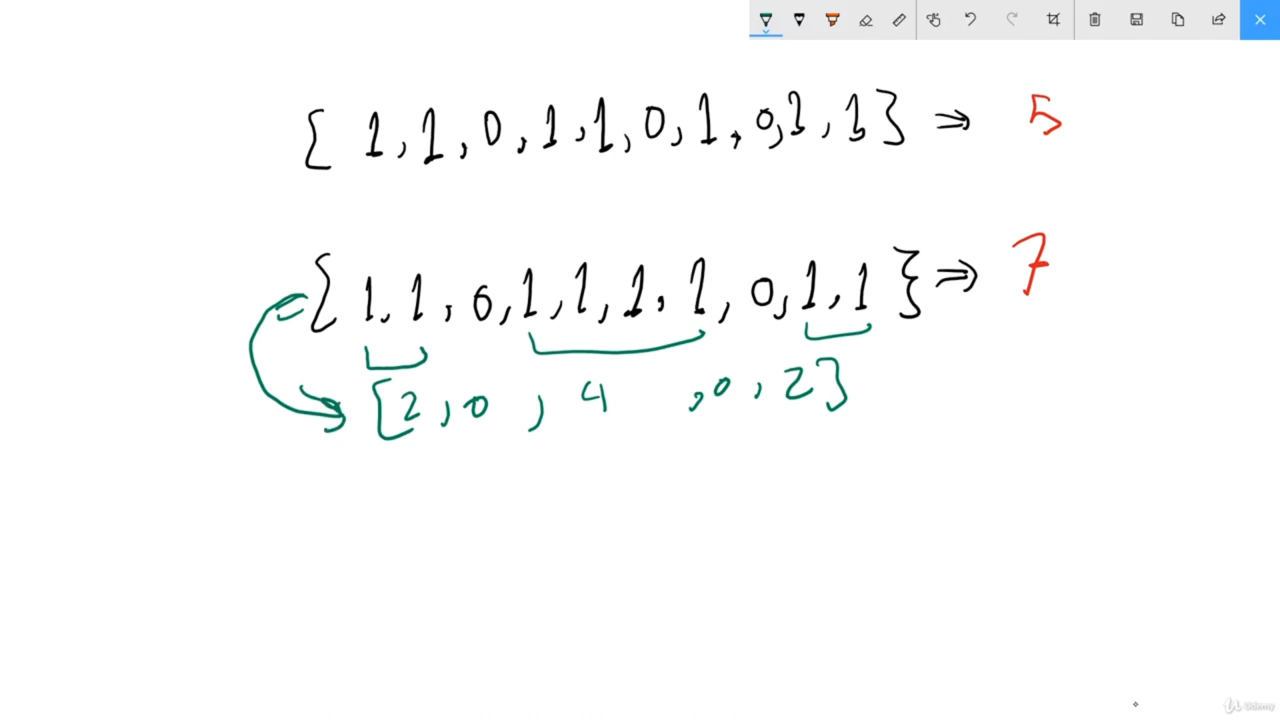 { 1, 1, 0, 1, 1, 0, 1, 0, 1, 1 } ⇒ 5
{ 1, 1, 0, 1, 1, 1, 1, 0, 1, 1 } ⇒ 7
[2, 0, 4, 0, 2}
Udemy